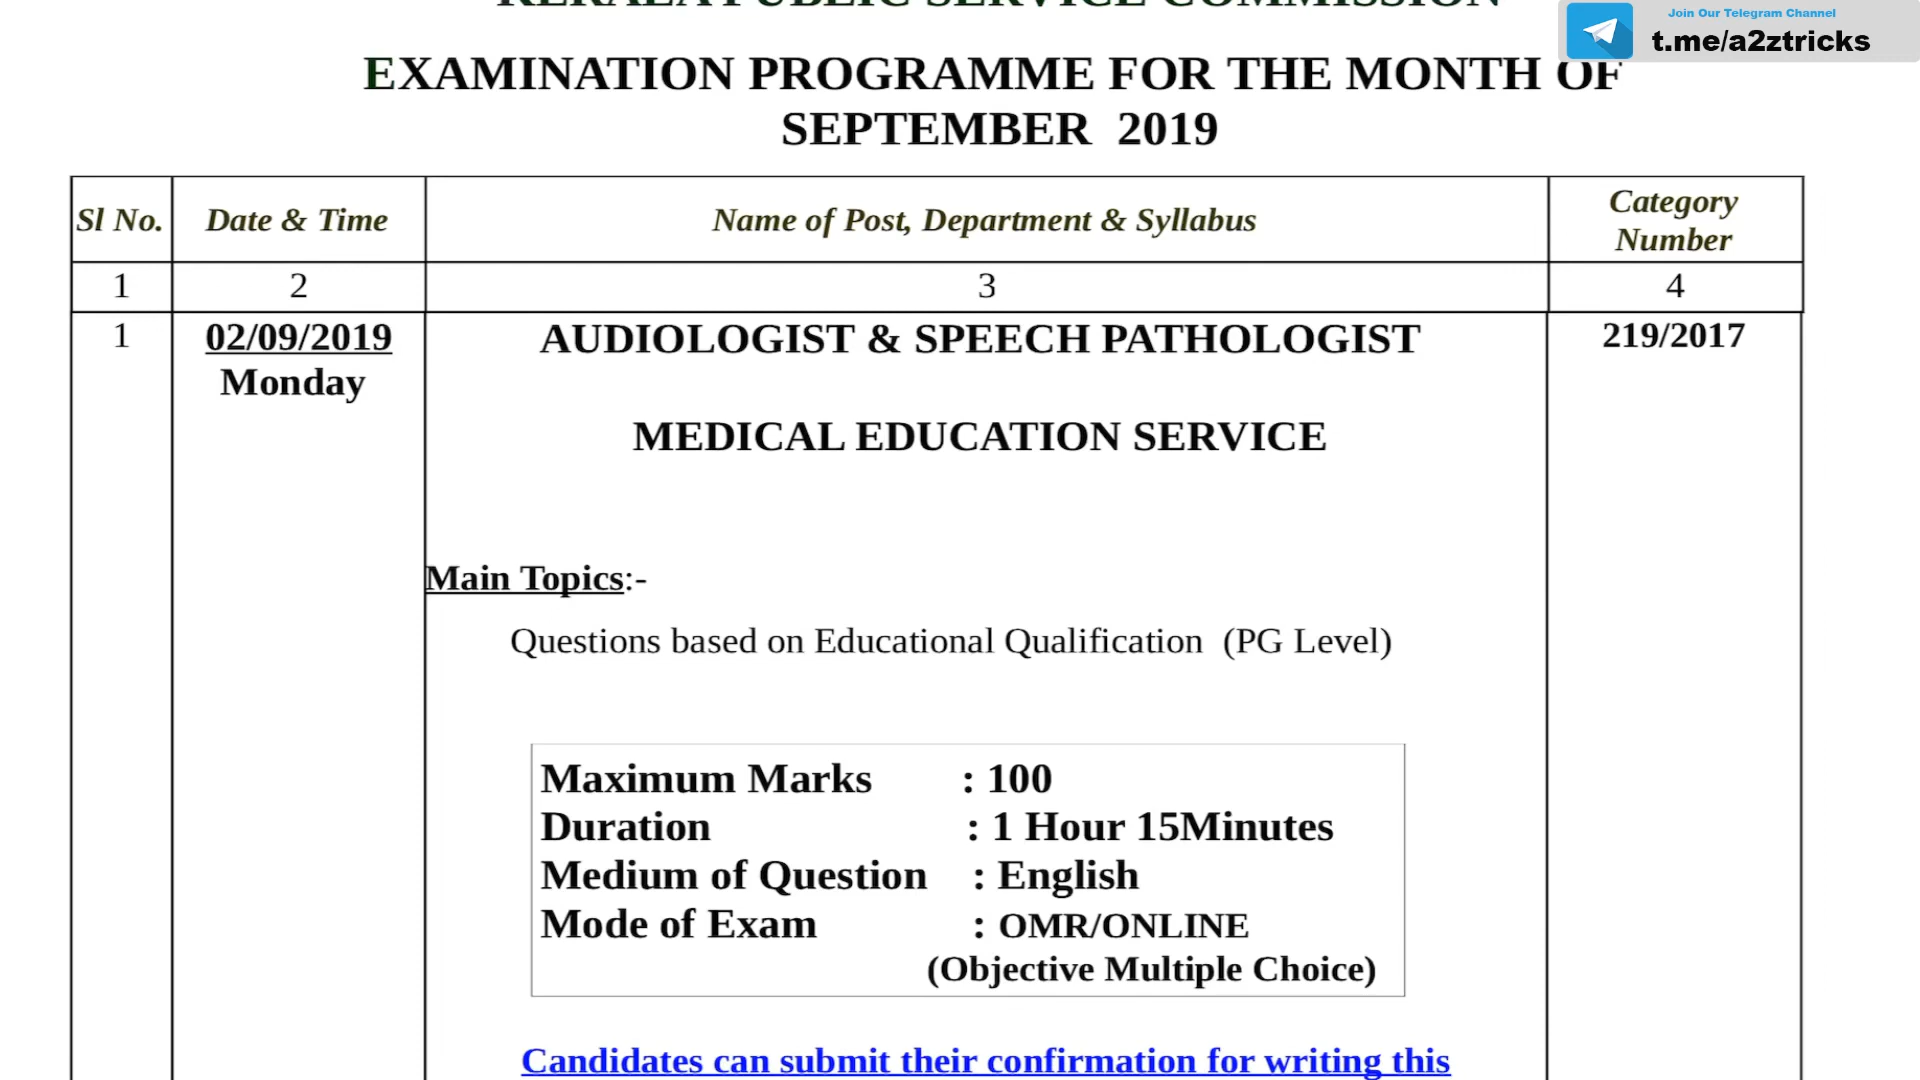 KERALA PUBLIC SERVICE COMMISSION
Join Our Telegram Channel
t.me/a2ztricks
EXAMINATION PROGRAMME FOR THE MONTH OF
SEPTEMBER 2019
Sl No. Date & Time Name of Post, Department & Syllabus Category Number
1 2 3 4
1 02/09/2019 AUDIOLOGIST & SPEECH PATHOLOGIST 219/2017
Monday
MEDICAL EDUCATION SERVICE
Main Topics:-
Questions based on Educational Qualification (PG Level)
Maximum Marks : 100
Duration : 1 Hour 15Minutes
Medium of Question : English
Mode of Exam : OMR/ONLINE
(Objective Multiple Choice)
Candidates can submit their confirmation for writing this